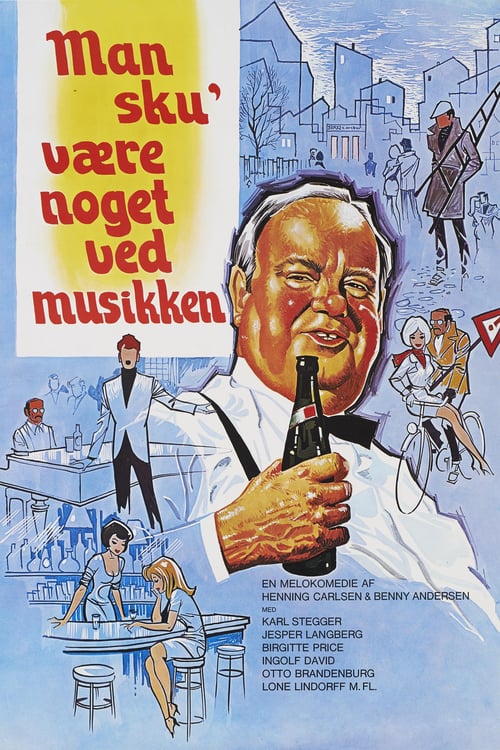 Man
sku'
være
noget
ved
musikken
EN MELOKOMEDIE AF
HENNING CARLSEN & BENNY ANDERSEN
MED
KARL STEGGER
JESPER LANGBERG
BIRGITTE PRICE
INGOLF DAVID
OTTO BRANDENBURG
LONE LINDORFF M.FL.